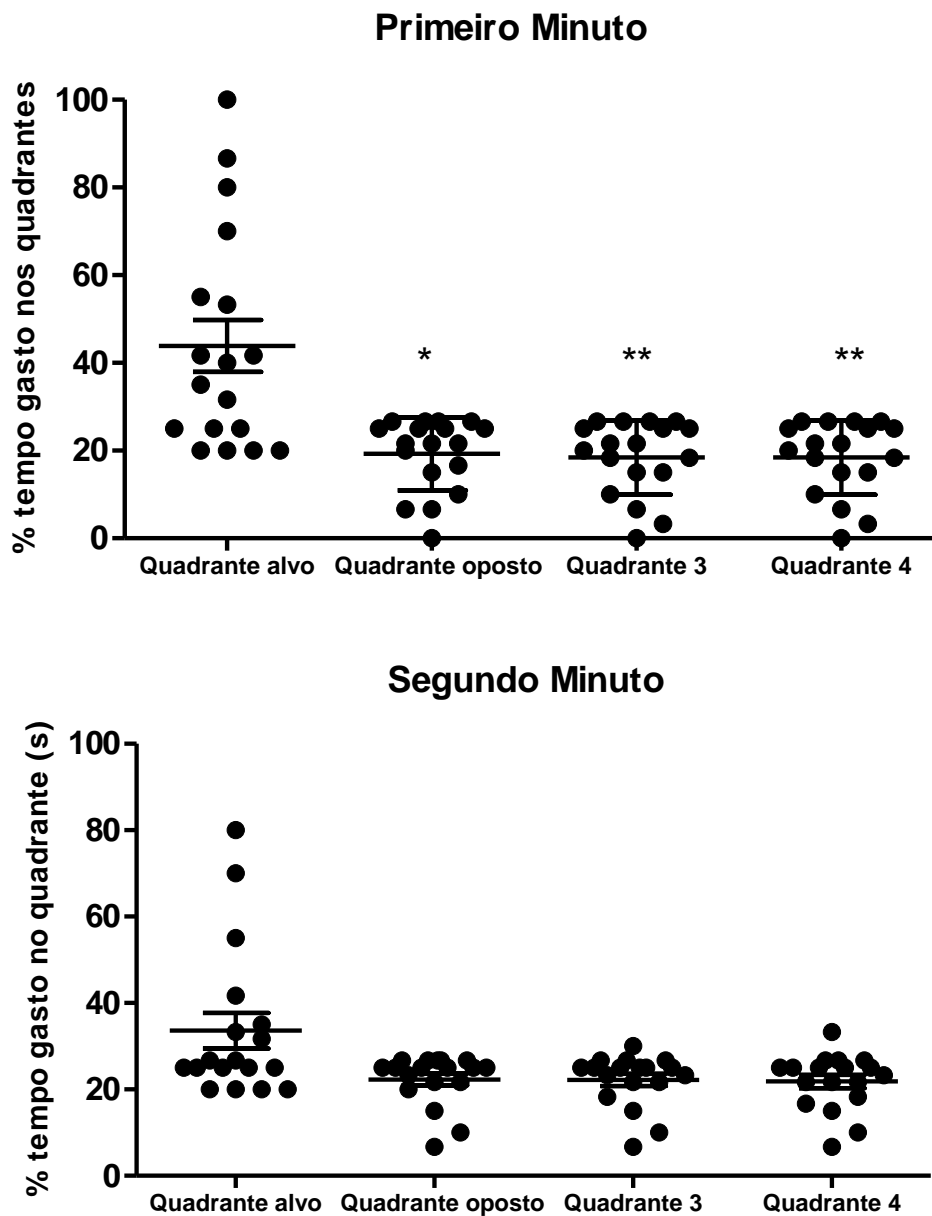 Primeiro Minuto
% tempo gasto nos quadrantes
100
80
60
40
20
0
* ** **
Quadrante alvo Quadrante oposto Quadrante 3 Quadrante 4
Segundo Minuto
% tempo gasto no quadrante (s)
100
80
60
40
20
0
Quadrante alvo Quadrante oposto Quadrante 3 Quadrante 4